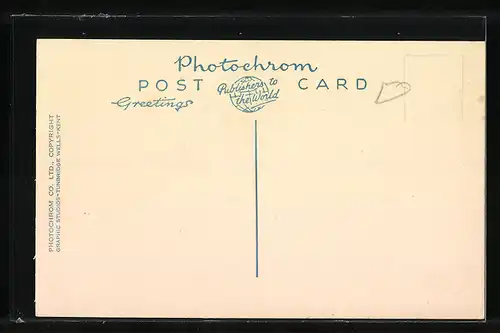 Photochrom
POST CARD
Publishers to
the World
Greetings
PHOTOCHROM CO. LTD., COPYRIGHT
GRAPHIC STUDIOS-TUNBRIDGE WELLS-KENT